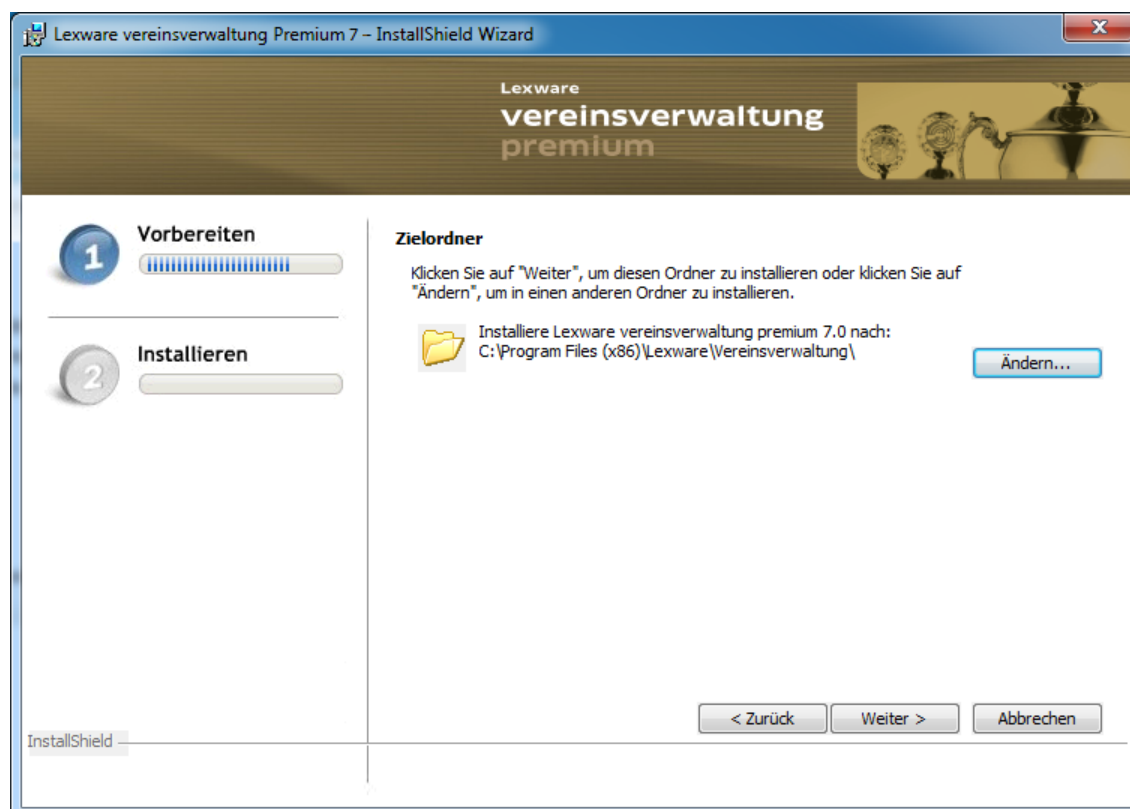 Lexware vereinsverwaltung Premium 7 – InstallShield Wizard
Lexware
vereinsverwaltung
premium
1
Vorbereiten
2
Installieren
Zielordner
Klicken Sie auf "Weiter", um diesen Ordner zu installieren oder klicken Sie auf
"Ändern", um in einen anderen Ordner zu installieren.
Installiere Lexware vereinsverwaltung premium 7.0 nach:
C:\Program Files (x86)\Lexware\Vereinsverwaltung\
Ändern...
< Zurück
Weiter >
Abbrechen
InstallShield